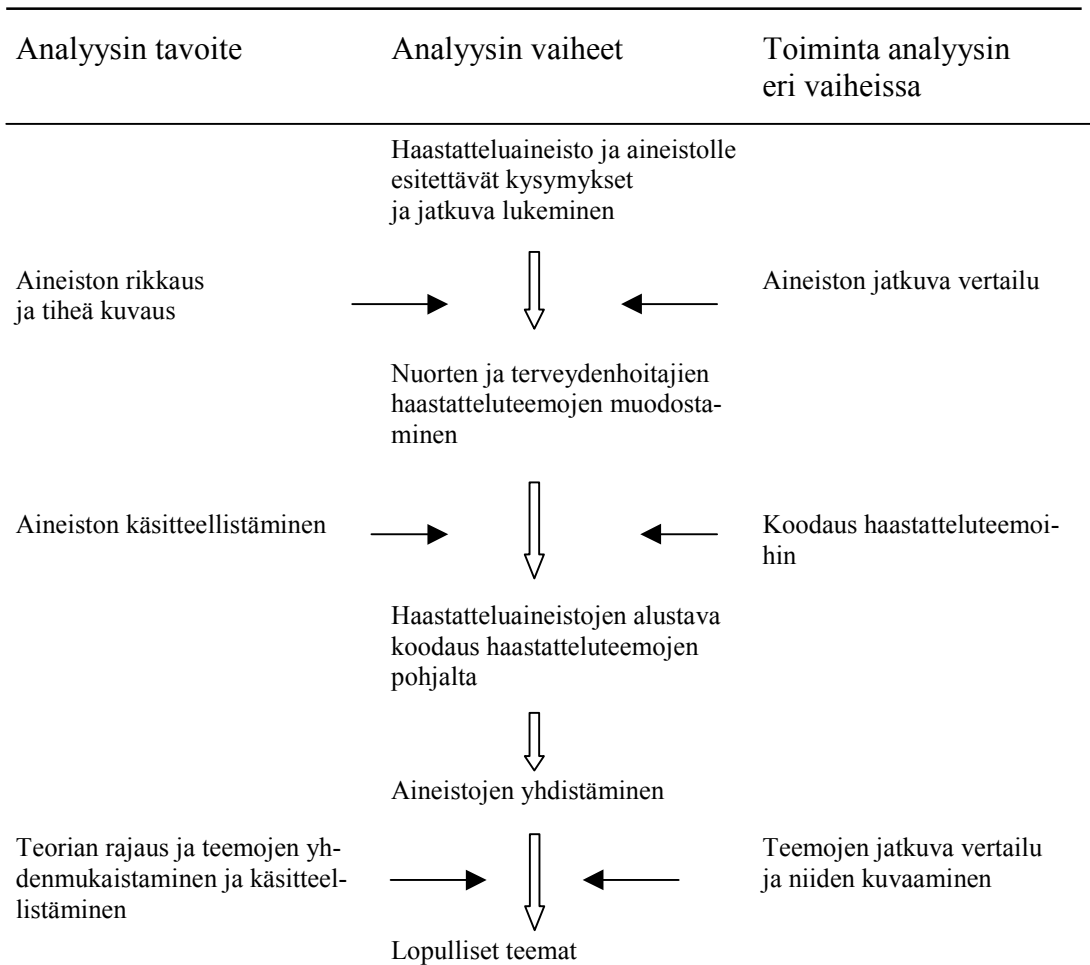 Analyysin tavoite
Analyysin vaiheet
Toiminta analyysin
eri vaiheissa
Haastatteluaineisto ja aineistolle
esitettävät kysymykset
ja jatkuva lukeminen
Aineiston rikkaus
ja tiheä kuvaus
Aineiston jatkuva vertailu
Nuorten ja terveydenhoitajien
haastatteluteemojen muodosta-
minen
Aineiston käsitteellistäminen
Koodaus haastatteluteemoi-
hin
Haastatteluaineistojen alustava
koodaus haastatteluteemojen
pohjalta
Aineistojen yhdistäminen
Teorian rajaus ja teemojen yh-
denmukaistaminen ja käsitteel-
listäminen
Teemojen jatkuva vertailu
ja niiden kuvaaminen
Lopulliset teemat